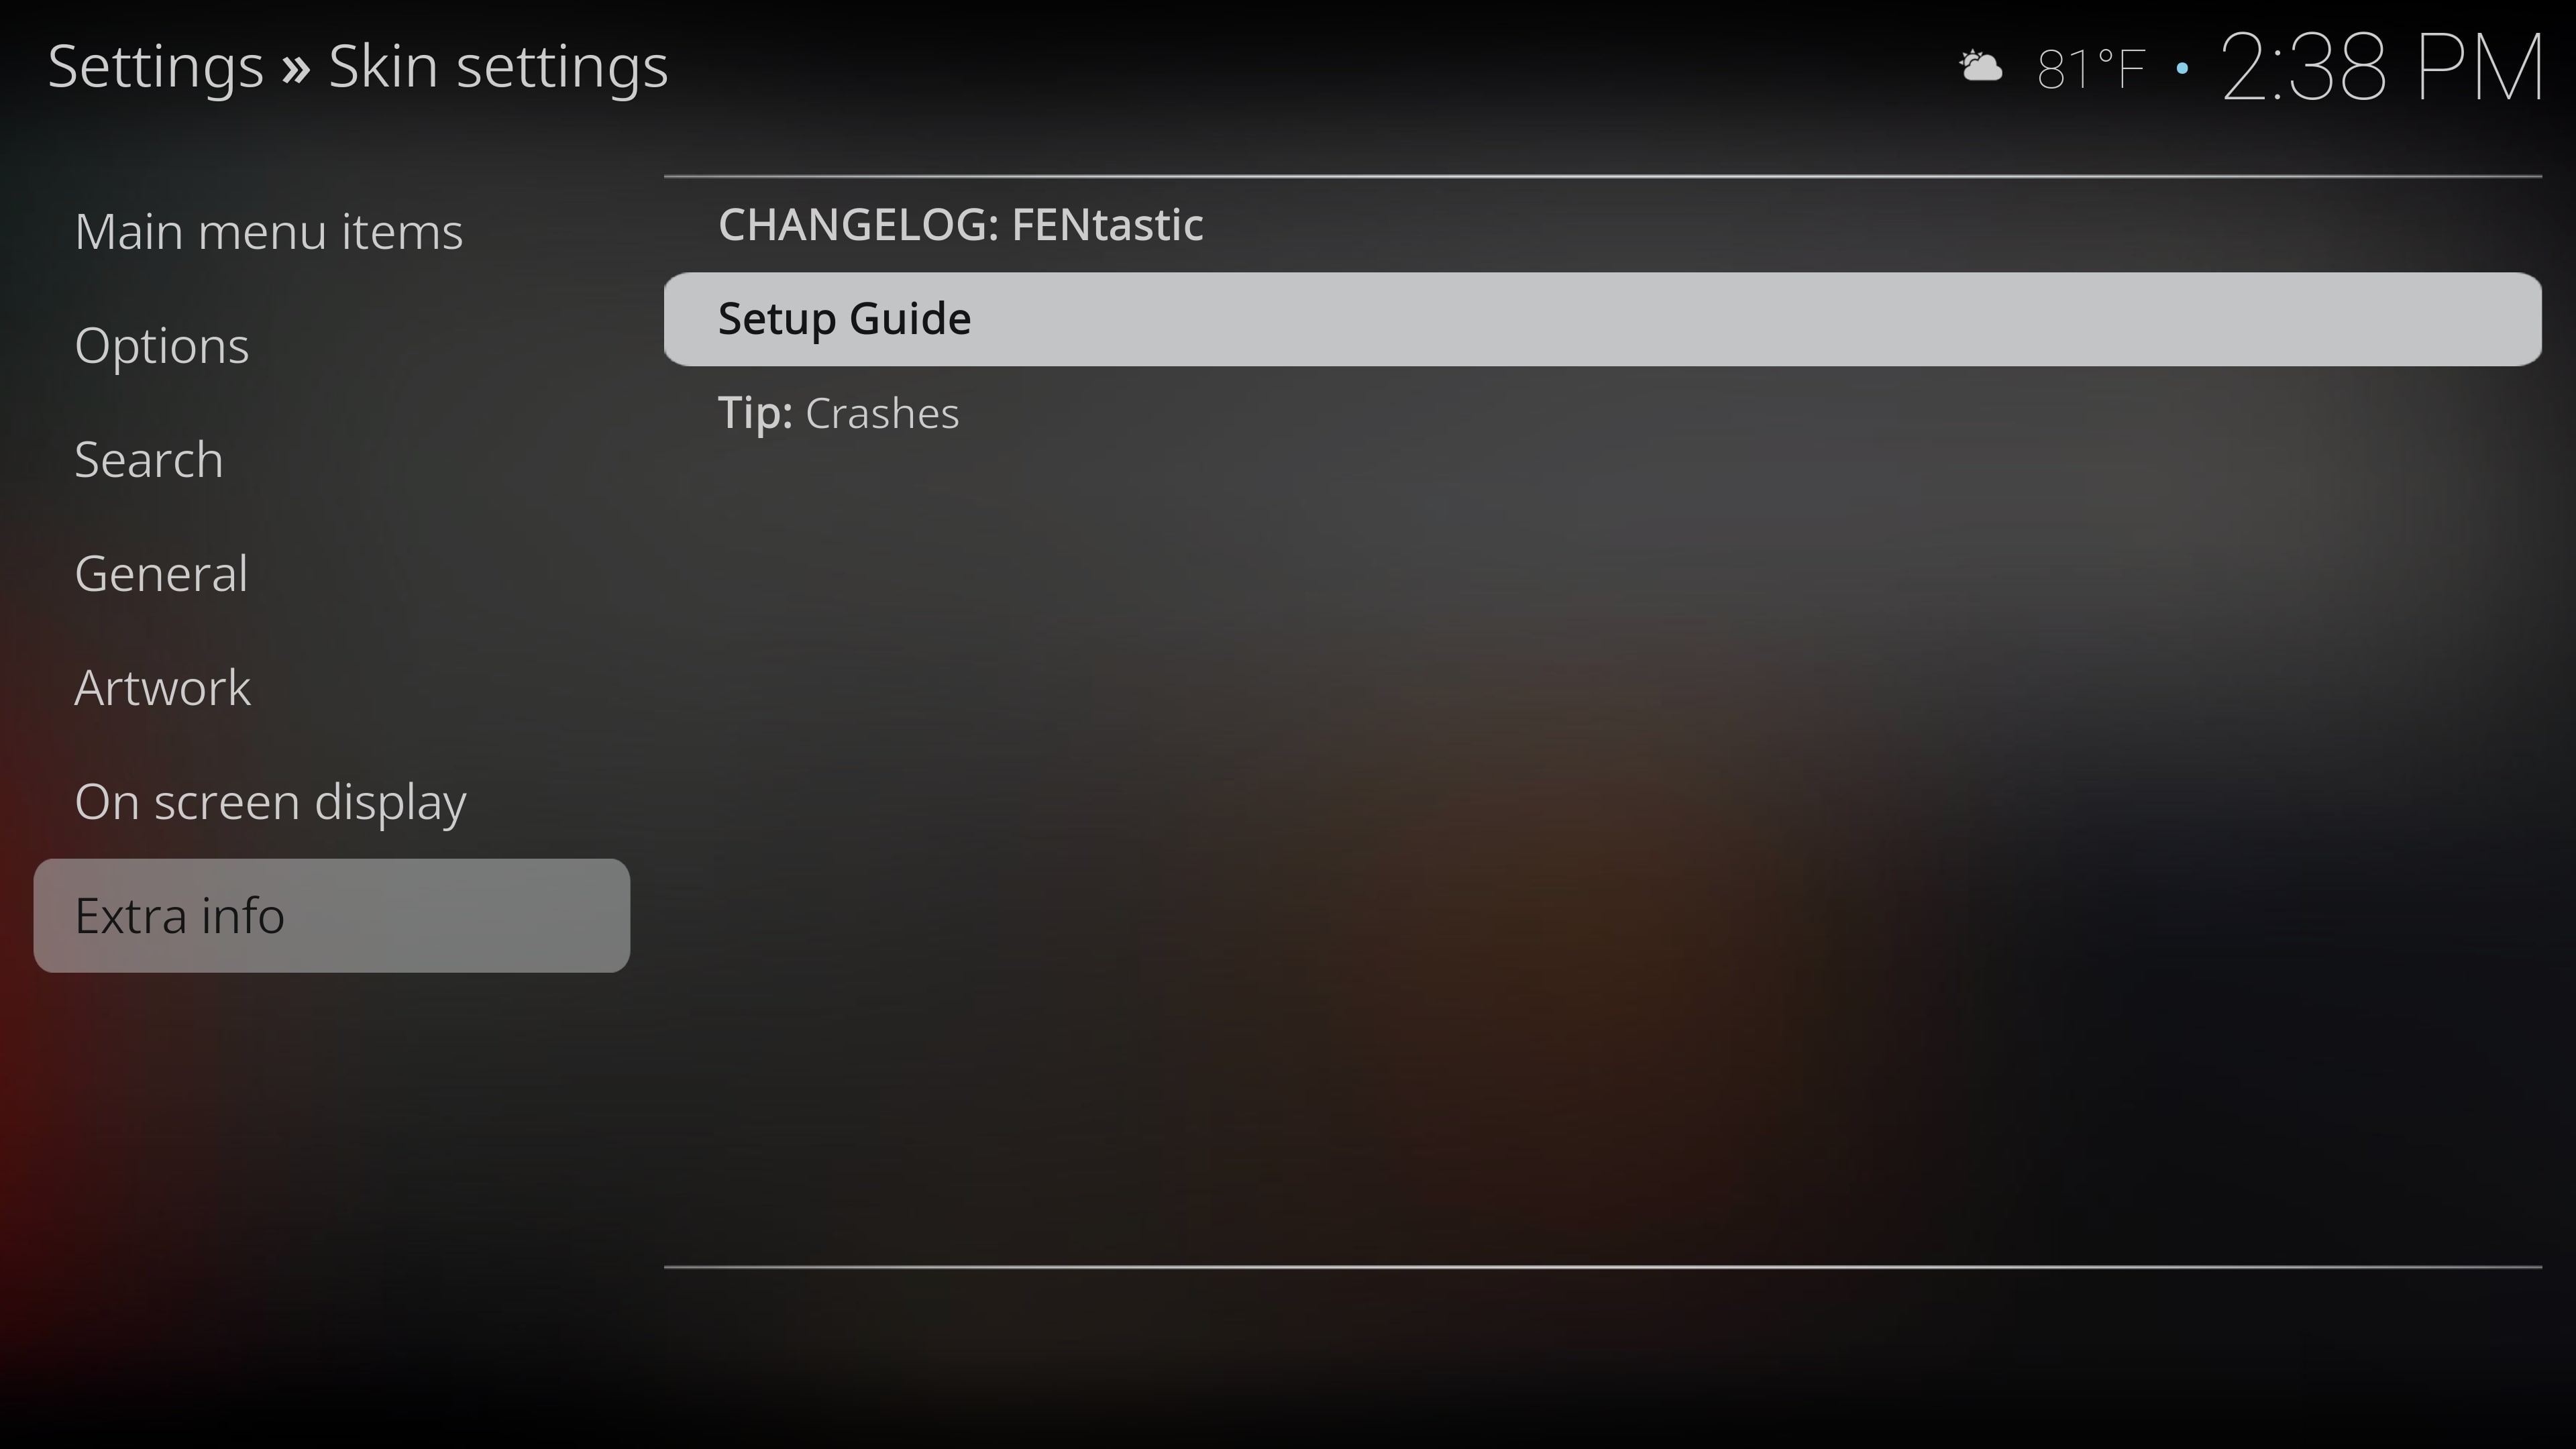 Settings » Skin settings
81°F • 2:38 PM
Main menu items
Options
Search
General
Artwork
On screen display
Extra info
CHANGELOG: FENtastic
Setup Guide
Tip: Crashes